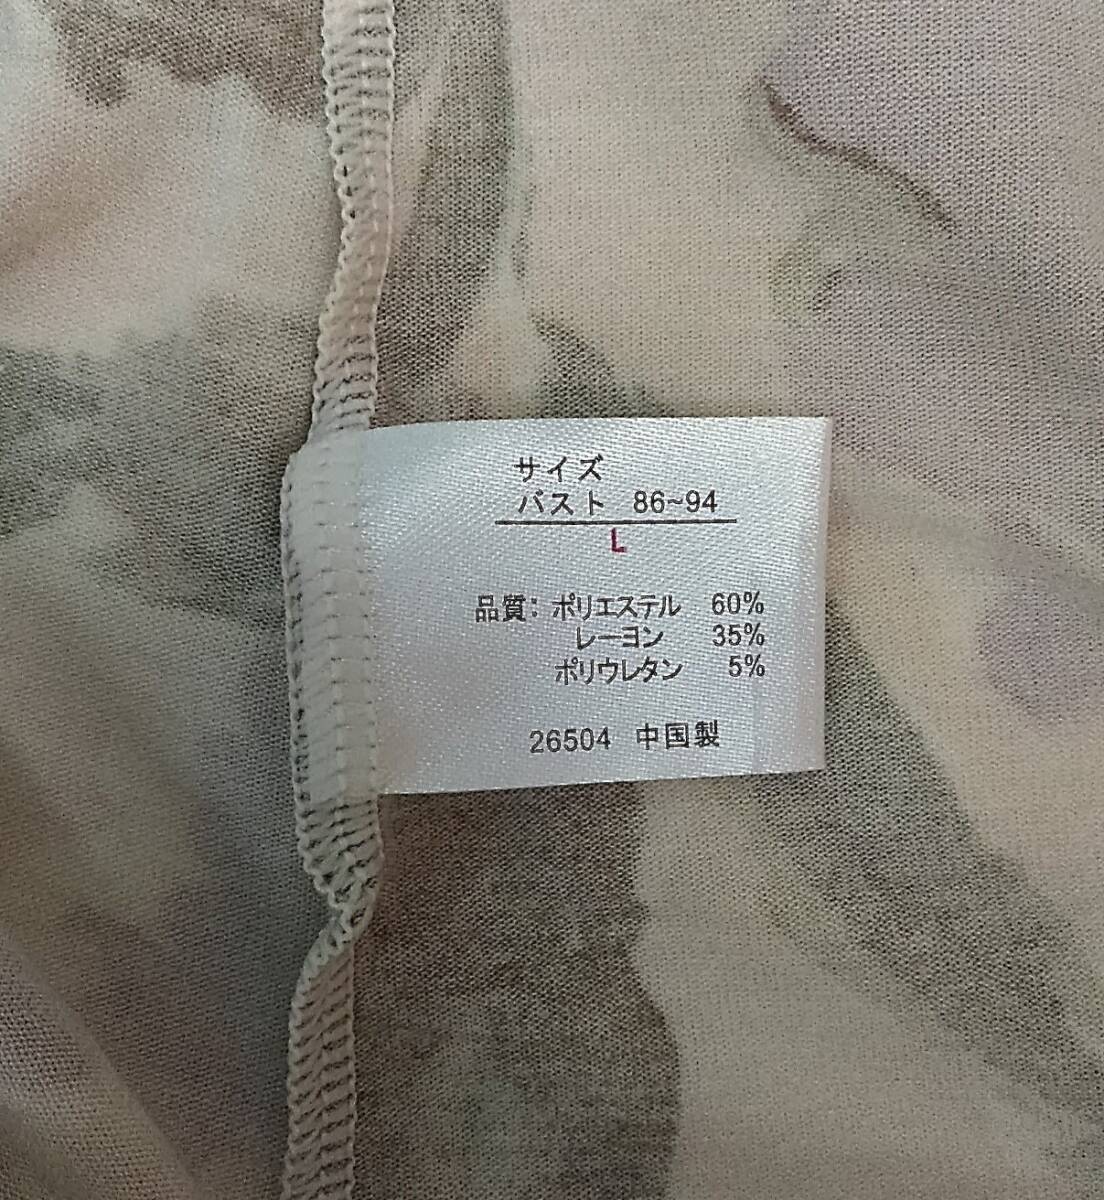 サイズ
バスト 86~94
L
品質: ポリエステル 60%
レーヨン 35%
ポリウレタン 5%
26504 中国製